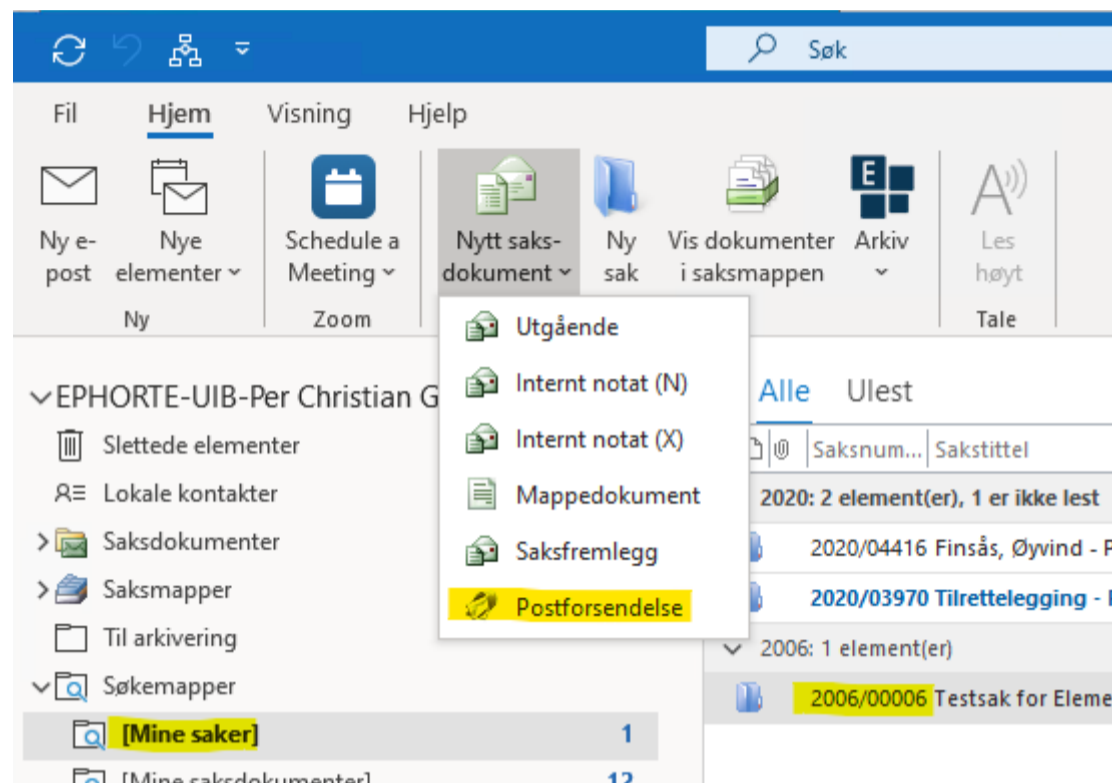 Søk
Fil Hjem Visning Hjelp
Ny e-post
Nye elementer
Schedule a Meeting
Nytt saks-dokument
Ny sak
Vis dokumenter i saksmappen
E
Arkiv
Les høyt
Ny
Zoom
Tale
Utgående
Internt notat (N)
Internt notat (X)
Mappedokument
Saksfremlegg
Postforsendelse
EPHORTE-UIB-Per Christian G
Slettede elementer
Lokale kontakter
Saksdokumenter
Saksmapper
Til arkivering
Søkemapper
[Mine saker] 1
[Mine saksdokumenter] 12
Alle Ulest
Saksnum... Sakstittel
2020: 2 element(er), 1 er ikke lest
2020/04416 Finsås, Øyvind - P
2020/03970 Tilrettelegging -
2006: 1 element(er)
2006/00006 Testsak for Eleme